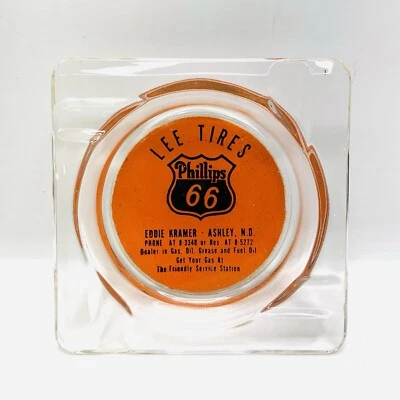 LEE TIRES
Phillips
66
EDDIE KRAMER - ASHLEY, N.D.
PHONE AT 8-3348 or Res AT 8-5272
Dealer in Gas, Oil, Grease and Fuel Oil
Get Your Gas At
The Friendly Service Station